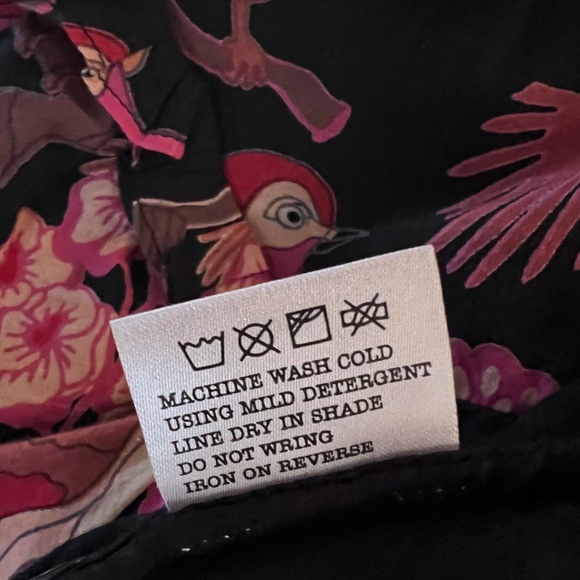 MACHINE WASH COLD
USING MILD DETERGENT
LINE DRY IN SHADE
DO NOT WRING
IRON ON REVERSE